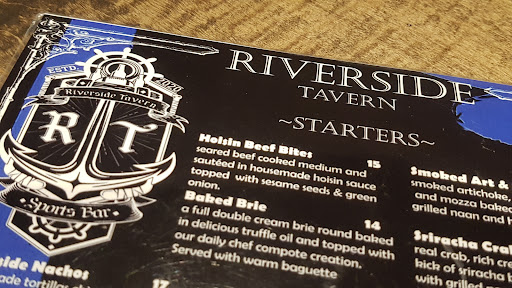 RIVERSIDE
TAVERN
~STARTERS~
ESTD.
Riverside Tavern
R T
Sports Bar
Hoisin Beef Bites 15
seared beef cooked medium and
sautéed in housemade hoisin sauce
topped with sesame seeds & green
onion.
Baked Brie 14
a full double cream brie round baked
in delicious truffle oil and topped with
our daily chef compote creation.
Served with warm baguette
Nachos 17
tortillas
Smoked Art &
smoked artichoke,
and mozza baked
grilled naan and
Sriracha
real crab, rich
kick of sriracha
with grilled